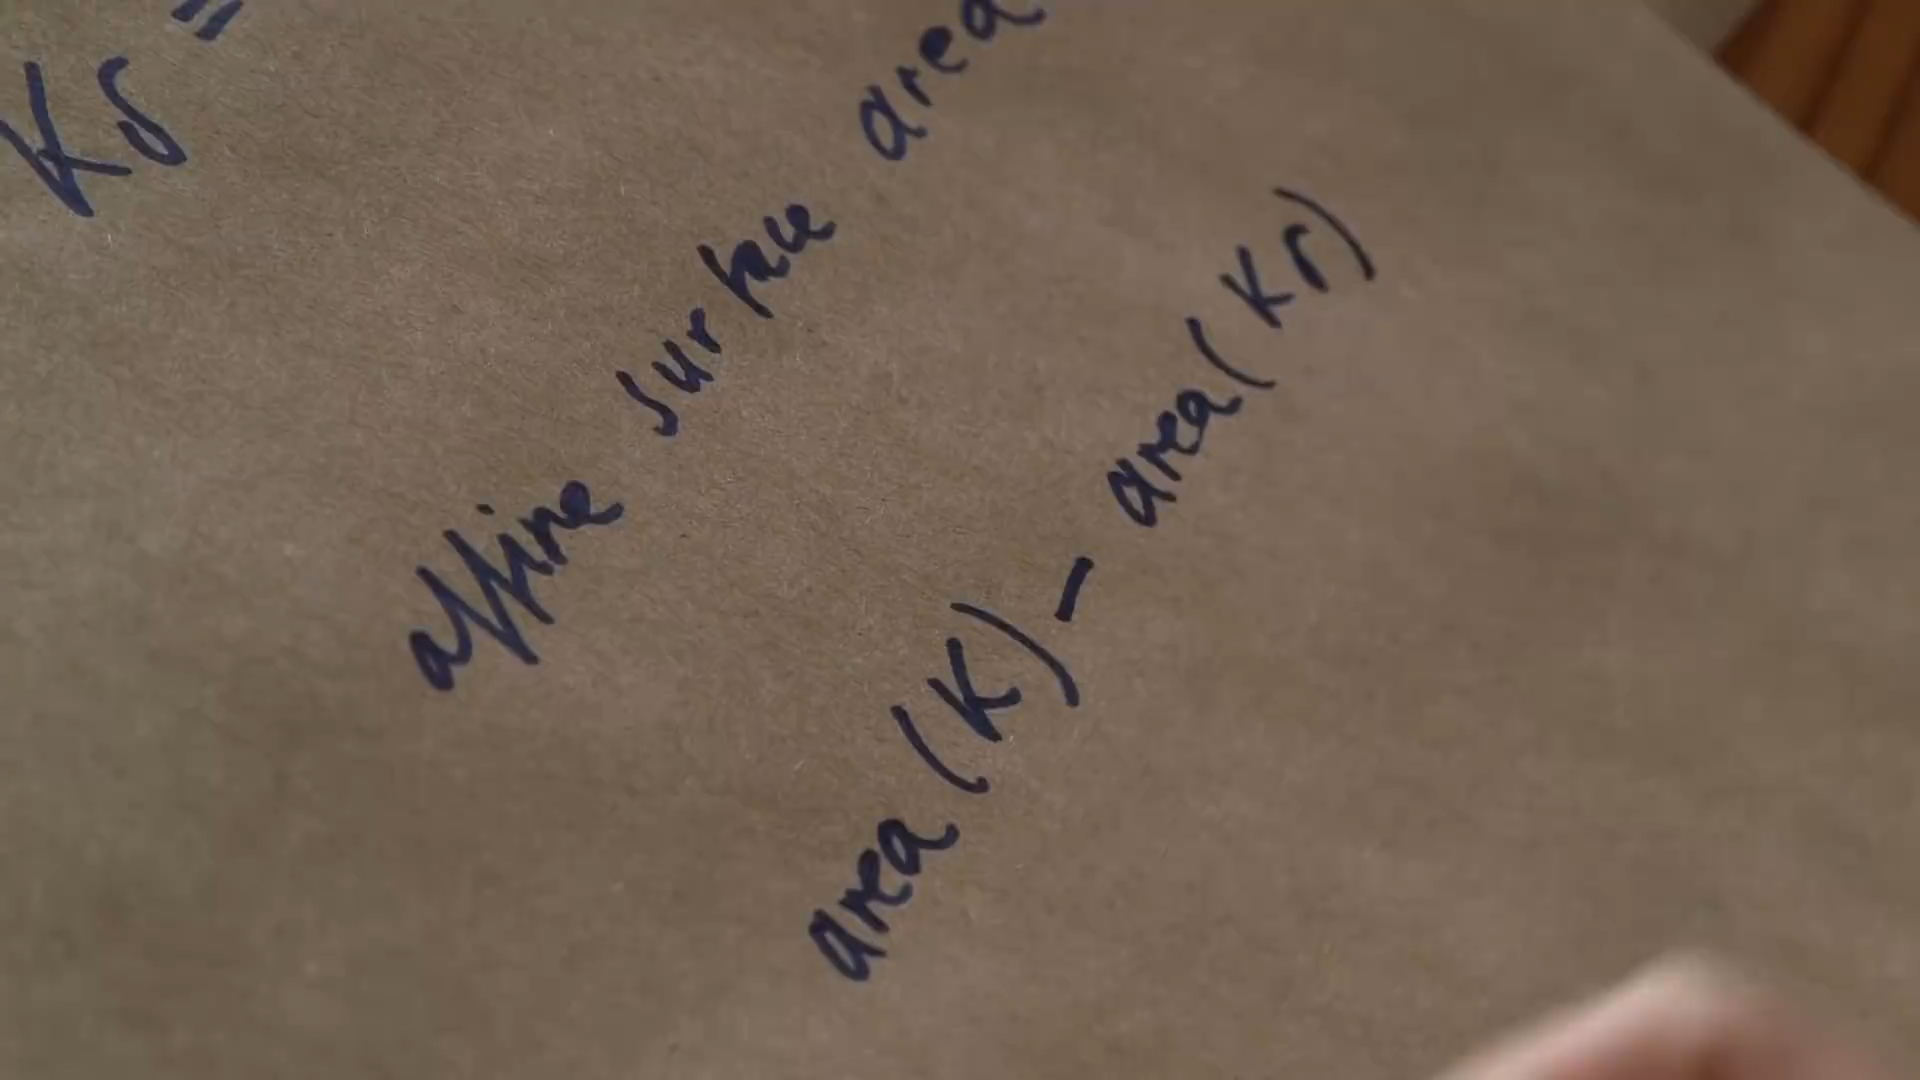 Kδ =
affine surface area
area (K) - area (Kδ)